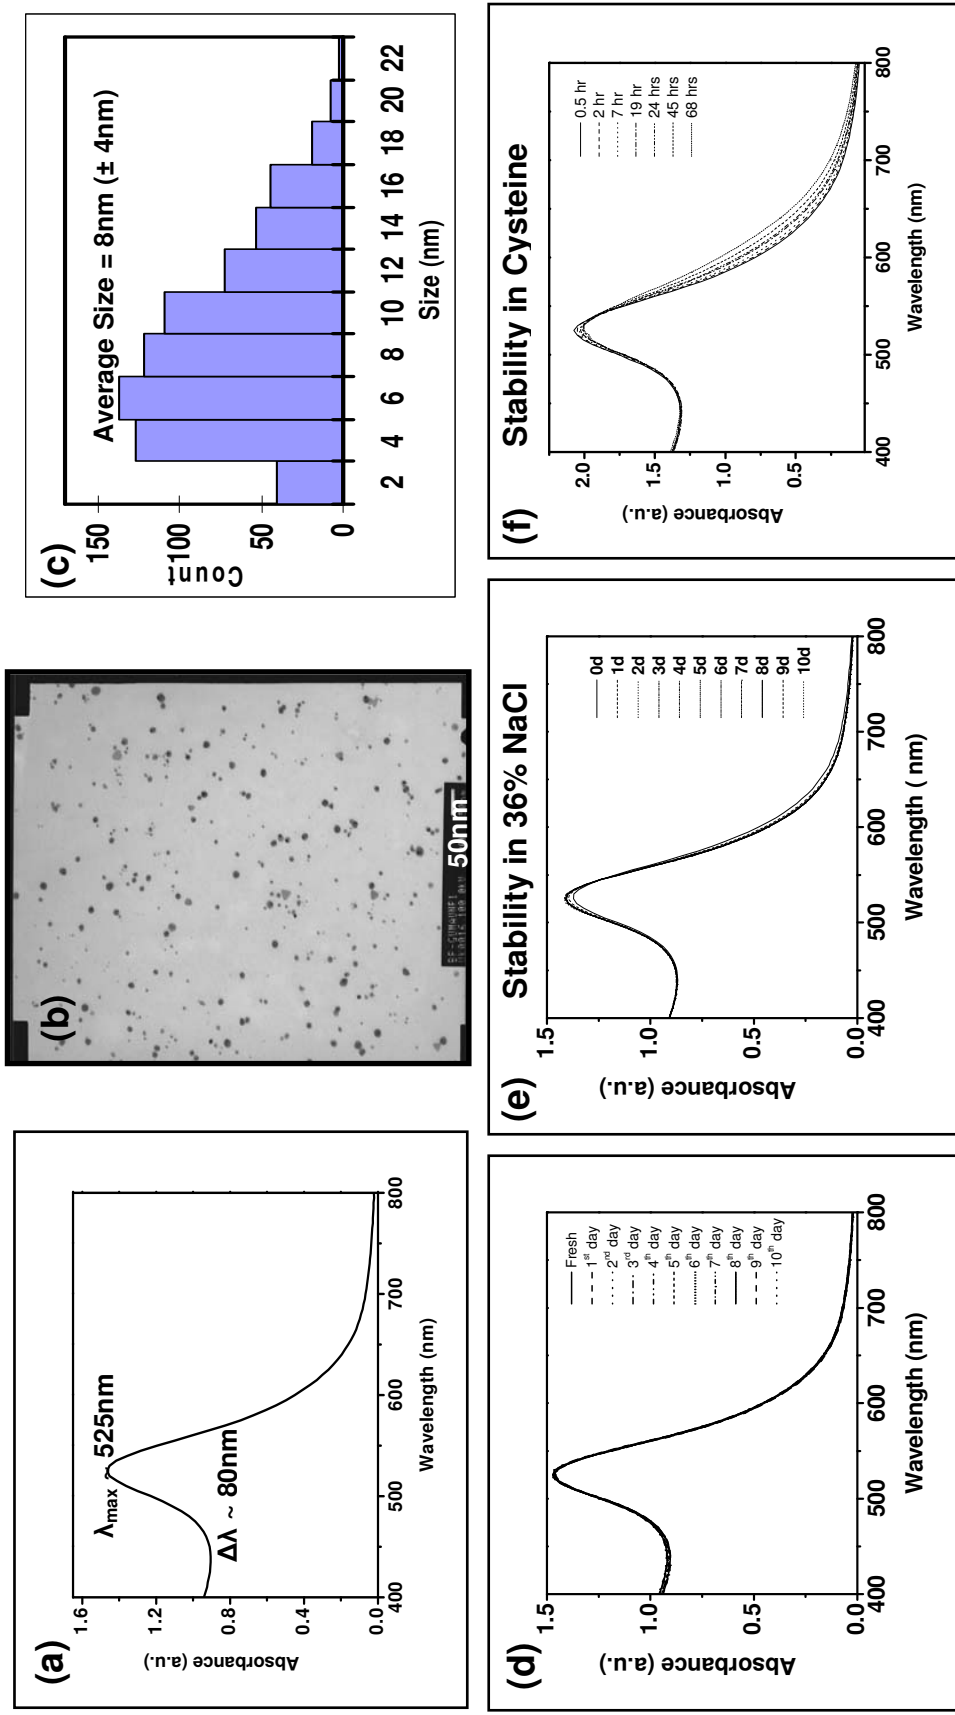 (a)
λmax ~ 525nm
Δλ ~ 80nm
Absorbance (a.u.)
1.6
1.2
0.8
0.4
0.0
400
500
600
700
800
Wavelength (nm)
(b)
50nm
(c)
Average Size = 8nm (± 4nm)
Count
150
100
50
0
2
4
6
8
10
12
14
16
18
20
22
Size (nm)
(d)
Absorbance (a.u.)
1.5
1.0
0.5
0.0
400
500
600
700
800
Wavelength (nm)
Fresh
1st day
2nd day
3rd day
4th day
5th day
6th day
7th day
8th day
9th day
10th day
(e)
Stability in 36% NaCl
Absorbance (a.u.)
1.5
1.0
0.5
0.0
400
500
600
700
800
Wavelength ( nm)
0d
1d
2d
3d
4d
5d
6d
7d
8d
9d
10d
(f)
Stability in Cysteine
Absorbance (a.u.)
2.0
1.5
1.0
0.5
400
500
600
700
800
Wavelength (nm)
0.5 hr
2 hr
7 hr
19 hr
24 hrs
45 hrs
68 hrs